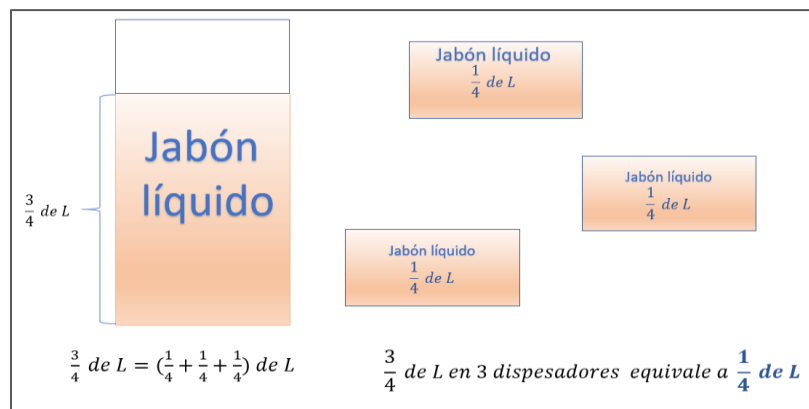 Jabón
líquido
3/4 de L
Jabón líquido
1/4 de L
Jabón líquido
1/4 de L
Jabón líquido
1/4 de L
3/4 de L = (1/4 + 1/4 + 1/4) de L
3/4 de L en 3 dispesadores equivale a 1/4 de L